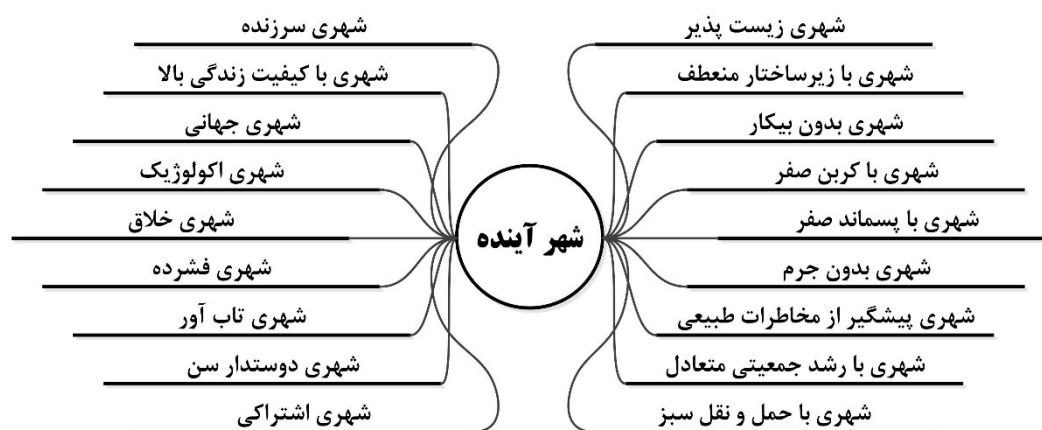 شهری زیست پذیر
شهری با زیرساختار منعطف
شهری بدون بیکار
شهری با کربن صفر
شهری با پسماند صفر
شهری بدون جرم
شهری پیشگیر از مخاطرات طبیعی
شهری با رشد جمعیتی متعادل
شهری با حمل و نقل سبز
شهر آینده
شهری سرزنده
شهری با کیفیت زندگی بالا
شهری جهانی
شهری اکولوژیک
شهری خلاق
شهری فشرده
شهری تاب آور
شهری دوستدار سن
شهری اشتراکی